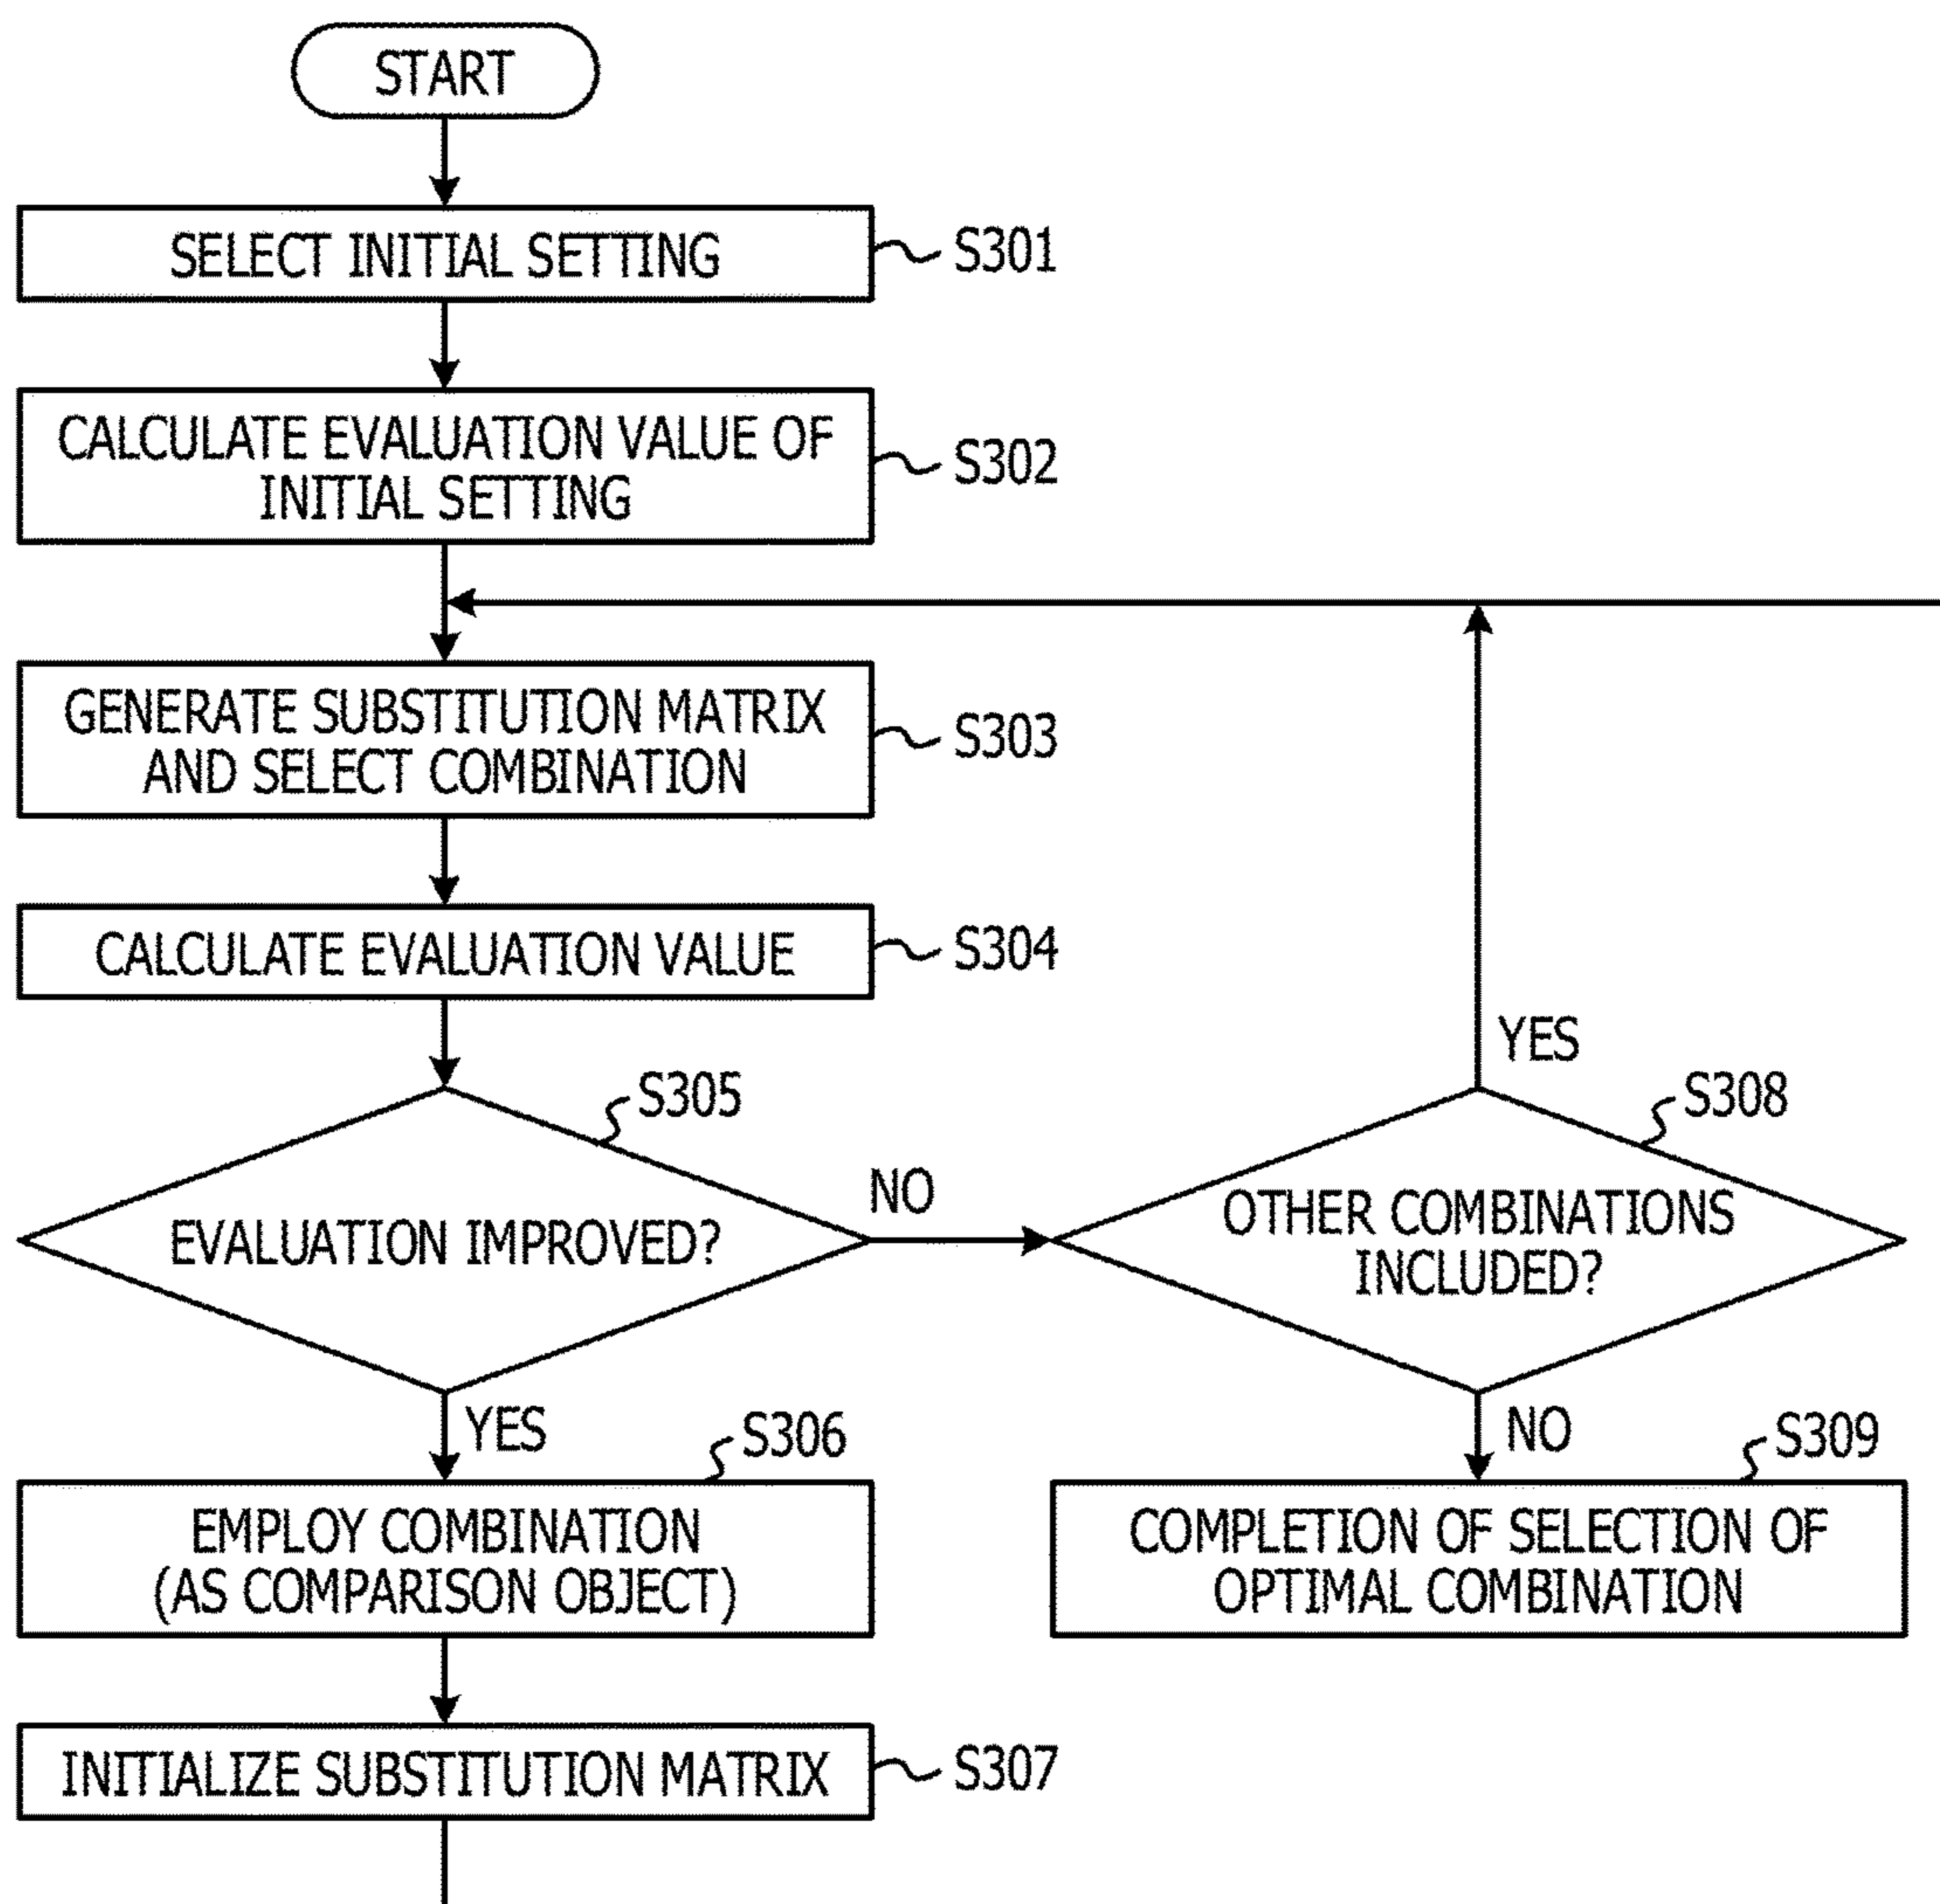 START
SELECT INITIAL SETTING
S301
CALCULATE EVALUATION VALUE OF
INITIAL SETTING
S302
GENERATE SUBSTITUTION MATRIX
AND SELECT COMBINATION
S303
CALCULATE EVALUATION VALUE
S304
S305
EVALUATION IMPROVED?
NO
YES
S308
OTHER COMBINATIONS
INCLUDED?
YES
S306
EMPLOY COMBINATION
(AS COMPARISON OBJECT)
NO
S309
COMPLETION OF SELECTION OF
OPTIMAL COMBINATION
INITIALIZE SUBSTITUTION MATRIX
S307